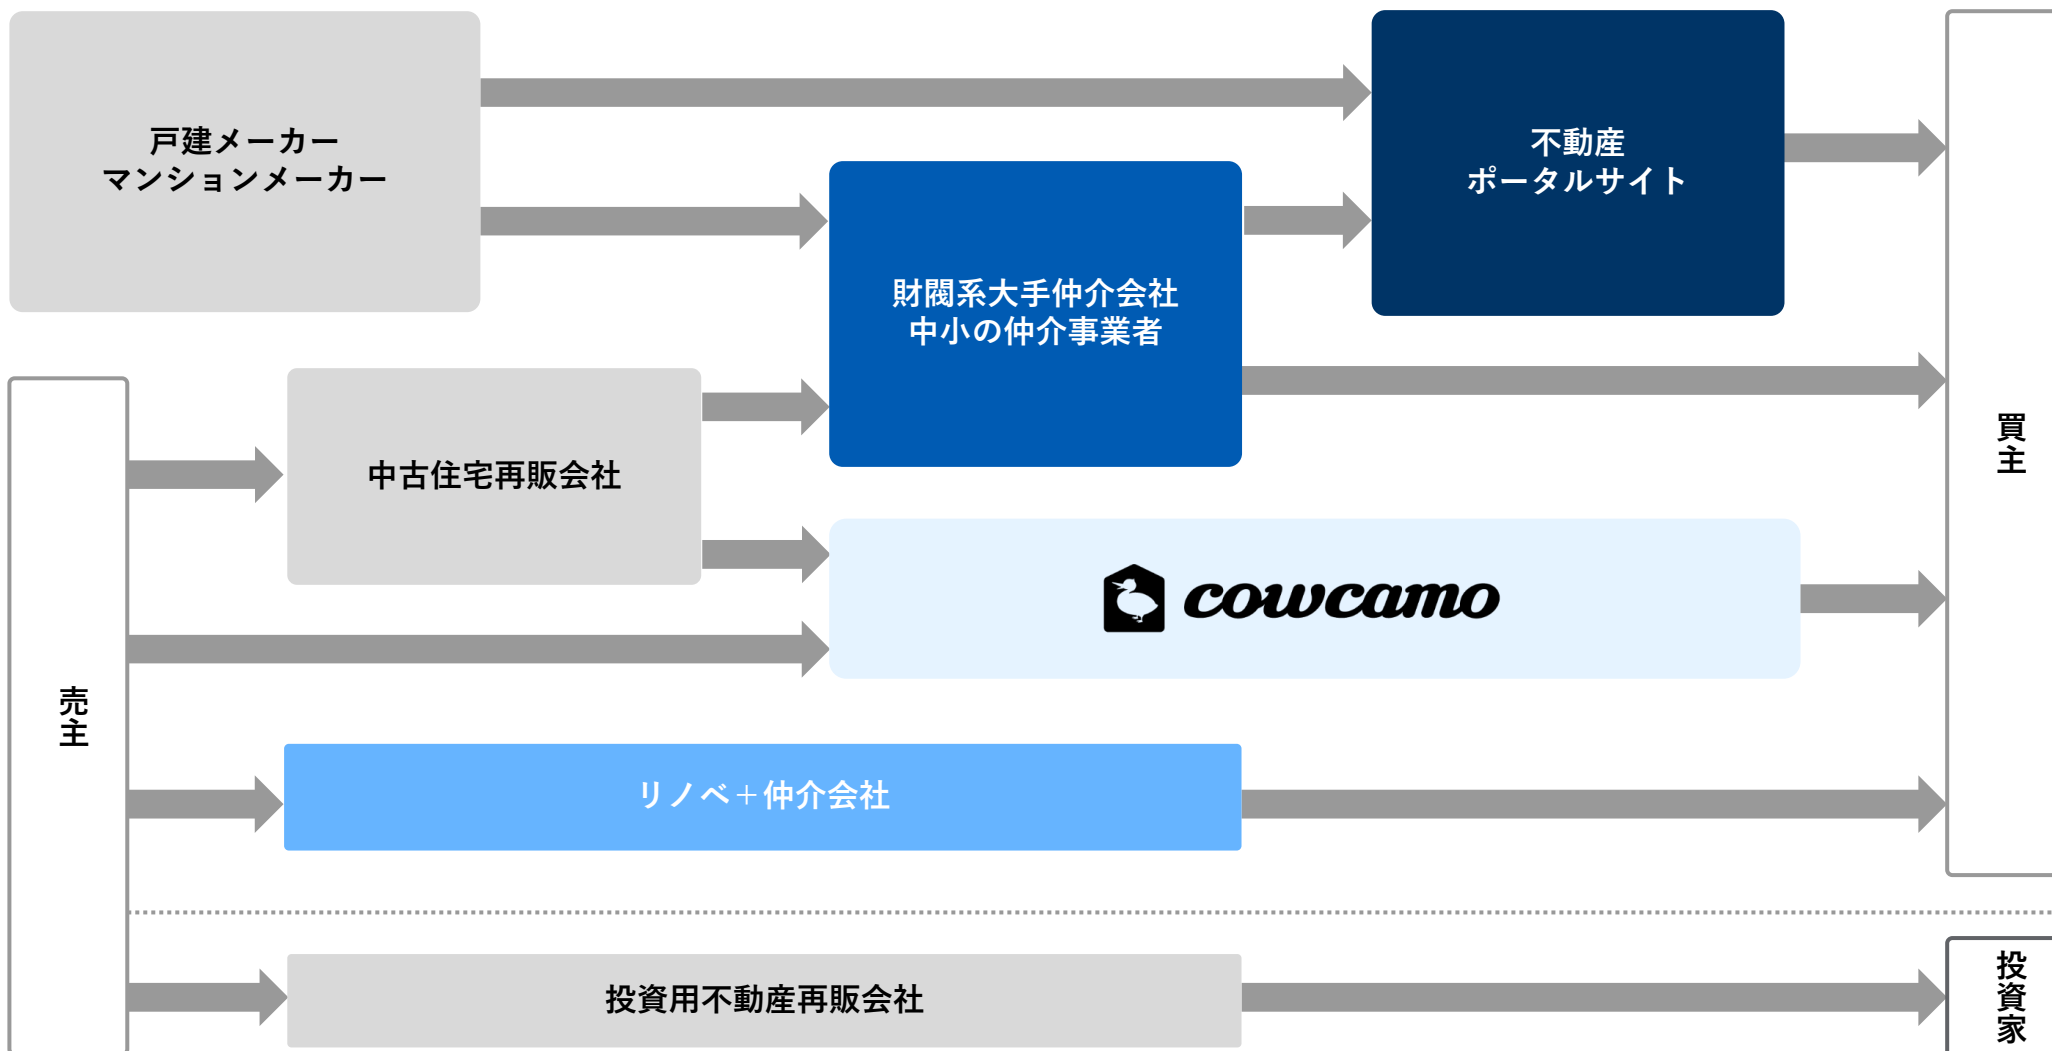 戸建メーカー
マンションメーカー
不動産
ポータルサイト
財閥系大手仲介会社
中小の仲介事業者
買主
中古住宅再販会社
cowcamo
売主
リノベ＋仲介会社
投資用不動産再販会社
投資家